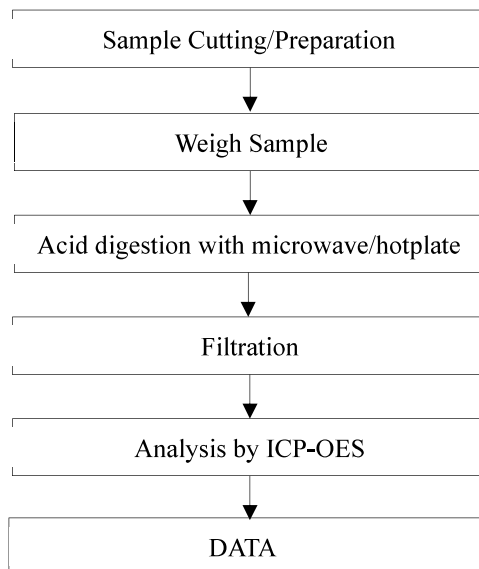 Sample Cutting/Preparation
Weigh Sample
Acid digestion with microwave/hotplate
Filtration
Analysis by ICP-OES
DATA